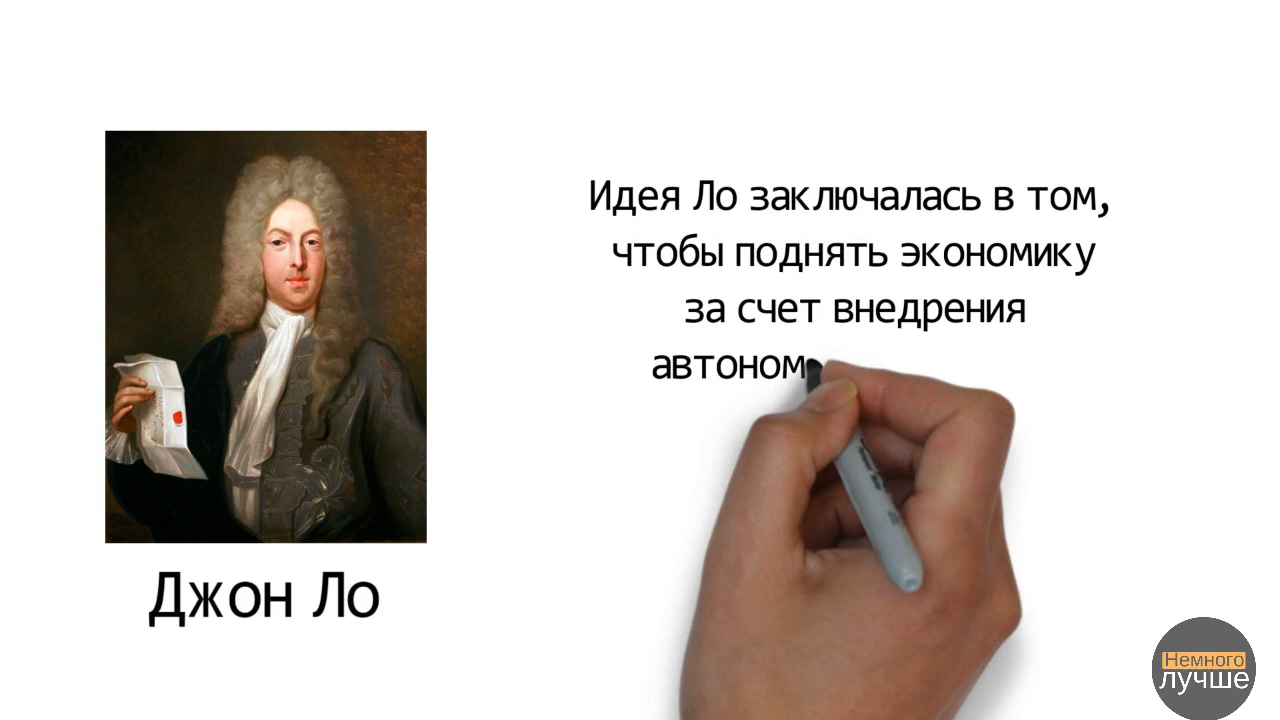 Идея Ло заключалась в том,
чтобы поднять экономику
за счет внедрения
автоном
Джон Ло
Немного
лучше